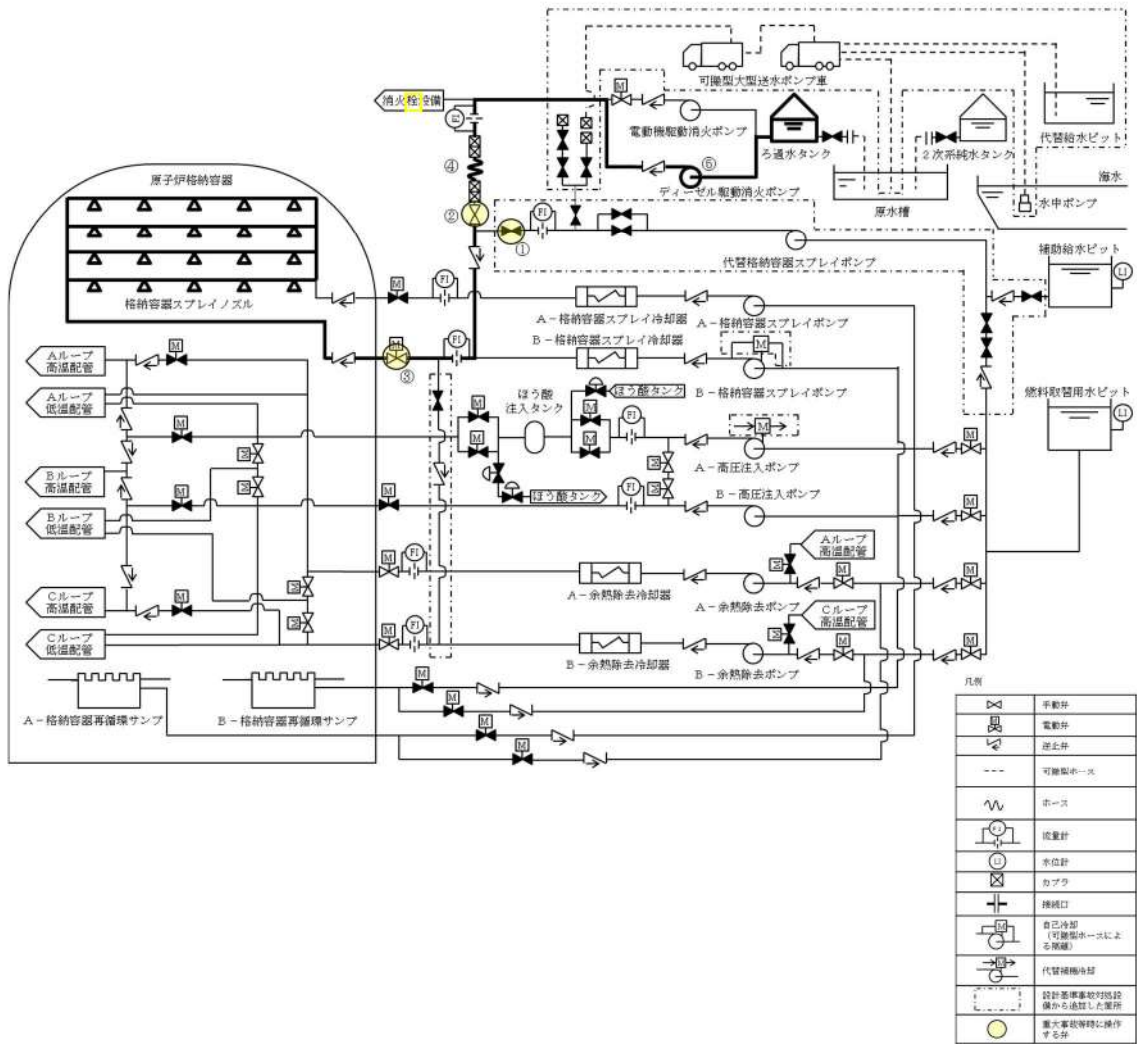 可搬型大型送水ポンプ車
消火栓設備
FI
M
電動機駆動消火ポンプ
ろ過水タンク
2次系純水タンク
代替給水ピット
④
⑥
ディーゼル駆動消火ポンプ
原水槽
海水
水中ポンプ
原子炉格納容器
②
①
FI
代替格納容器スプレイポンプ
補助給水ピット
LI
格納容器スプレイノズル
M
FI
A-格納容器スプレイ冷却器
A-格納容器スプレイポンプ
B-格納容器スプレイ冷却器
M
FI
M
③
B-格納容器スプレイポンプ
燃料取替用水ピット
LI
Aループ
高温配管
M
Aループ
低温配管
ほう酸
注入タンク
ほう酸タンク
M
M
M
FI
M
M
M
A-高圧注入ポンプ
M
Bループ
高温配管
M
M
M
ほう酸タンク
FI
M
B-高圧注入ポンプ
M
Bループ
低温配管
M
M
FI
Aループ
高温配管
M
M
M
A-余熱除去冷却器
A-余熱除去ポンプ
Cループ
高温配管
M
M
Cループ
低温配管
M
M
FI
Cループ
高温配管
M
M
M
B-余熱除去冷却器
B-余熱除去ポンプ
A-格納容器再循環サンプ
B-格納容器再循環サンプ
M
M
M
M
凡例
手動弁
M
電動弁
逆止弁
可搬型ホース
ホース
FI
流量計
LI
水位計
カプラ
接続口
M
自己冷却
(可搬型ホースによ
る隔離)
M
代替補機冷却
設計基準事故対処設
備から追加した箇所
重大事故等時に操作
する弁